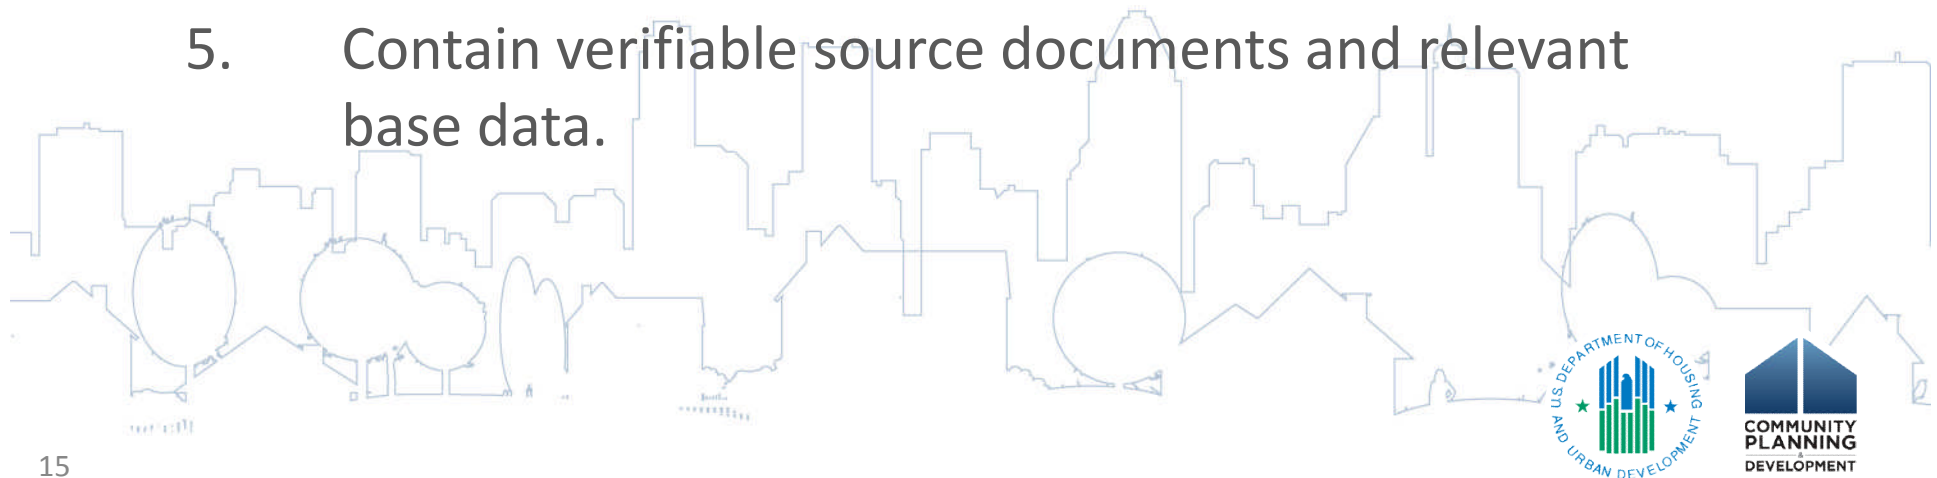 5. Contain verifiable source documents and relevant
base data.
U.S. DEPARTMENT OF HOUSING
AND URBAN DEVELOPMENT
COMMUNITY
PLANNING
&
DEVELOPMENT
15